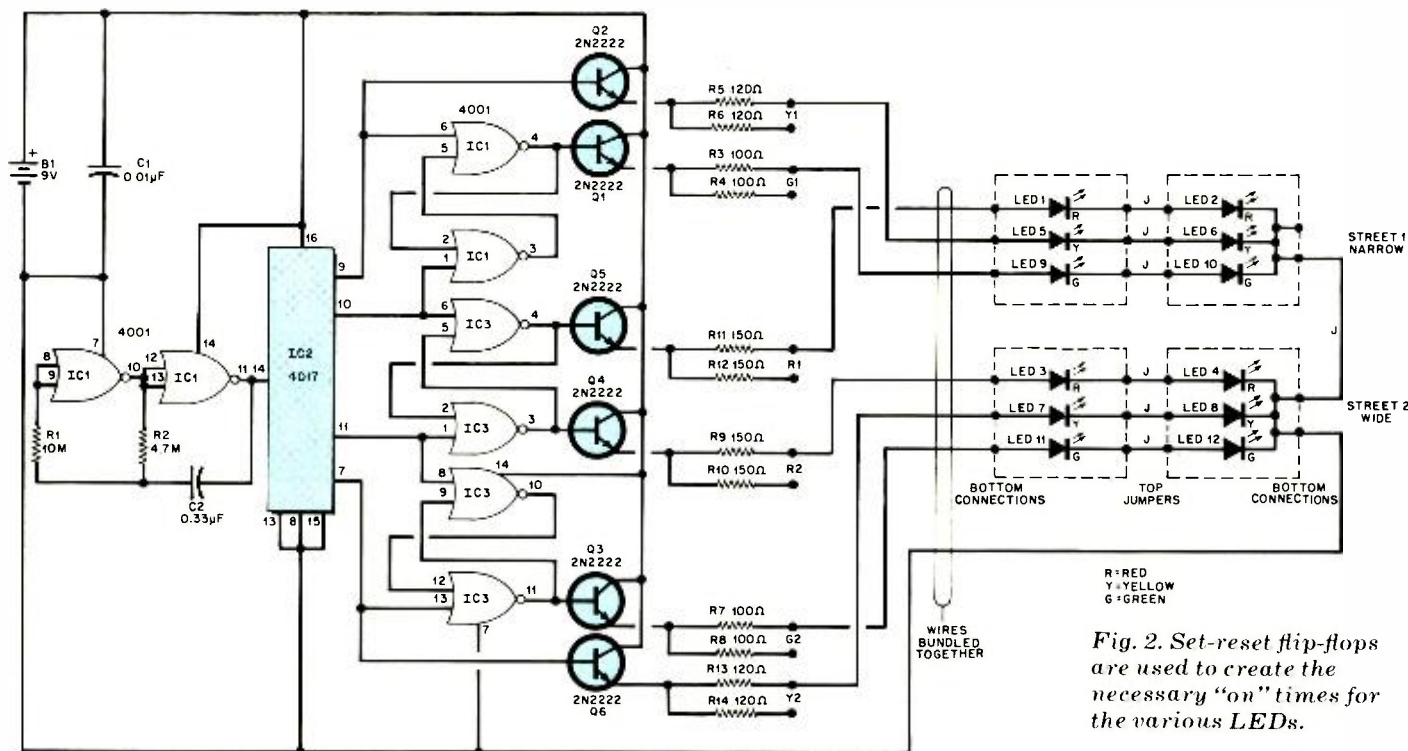 B1
9V
+
C1
0.01µF
4001
8
9
IC1
7
10
12
13
IC1
14
11
14
R1
10M
R2
4.7M
C2
0.33µF
16
IC2
4017
9
10
11
7
13
8
15
4001
6
5
IC1
4
2
1
IC1
3
6
5
IC3
4
2
1
IC3
3
8
9
IC3
14
10
12
13
IC3
11
7
Q2
2N2222
2N2222
Q1
Q5
2N2222
Q4
2N2222
Q3
2N2222
2N2222
Q6
R5 120Ω
R6 120Ω
Y1
R3 100Ω
R4 100Ω
G1
R11 150Ω
R12 150Ω
R1
R9 150Ω
R10 150Ω
R2
R7 100Ω
R8 100Ω
G2
R13 120Ω
R14 120Ω
Y2
WIRES
BUNDLED
TOGETHER
LED 1
R
J
LED 2
R
LED 5
Y
J
LED 6
Y
LED 9
G
J
LED 10
G
STREET 1
NARROW
J
LED 3
R
J
LED 4
R
LED 7
Y
J
LED 8
Y
LED 11
G
J
LED 12
G
STREET 2
WIDE
BOTTOM
CONNECTIONS
TOP
JUMPERS
BOTTOM
CONNECTIONS
R=RED
Y=YELLOW
G=GREEN
Fig. 2. Set-reset flip-flops
are used to create the
necessary "on" times for
the various LEDs.